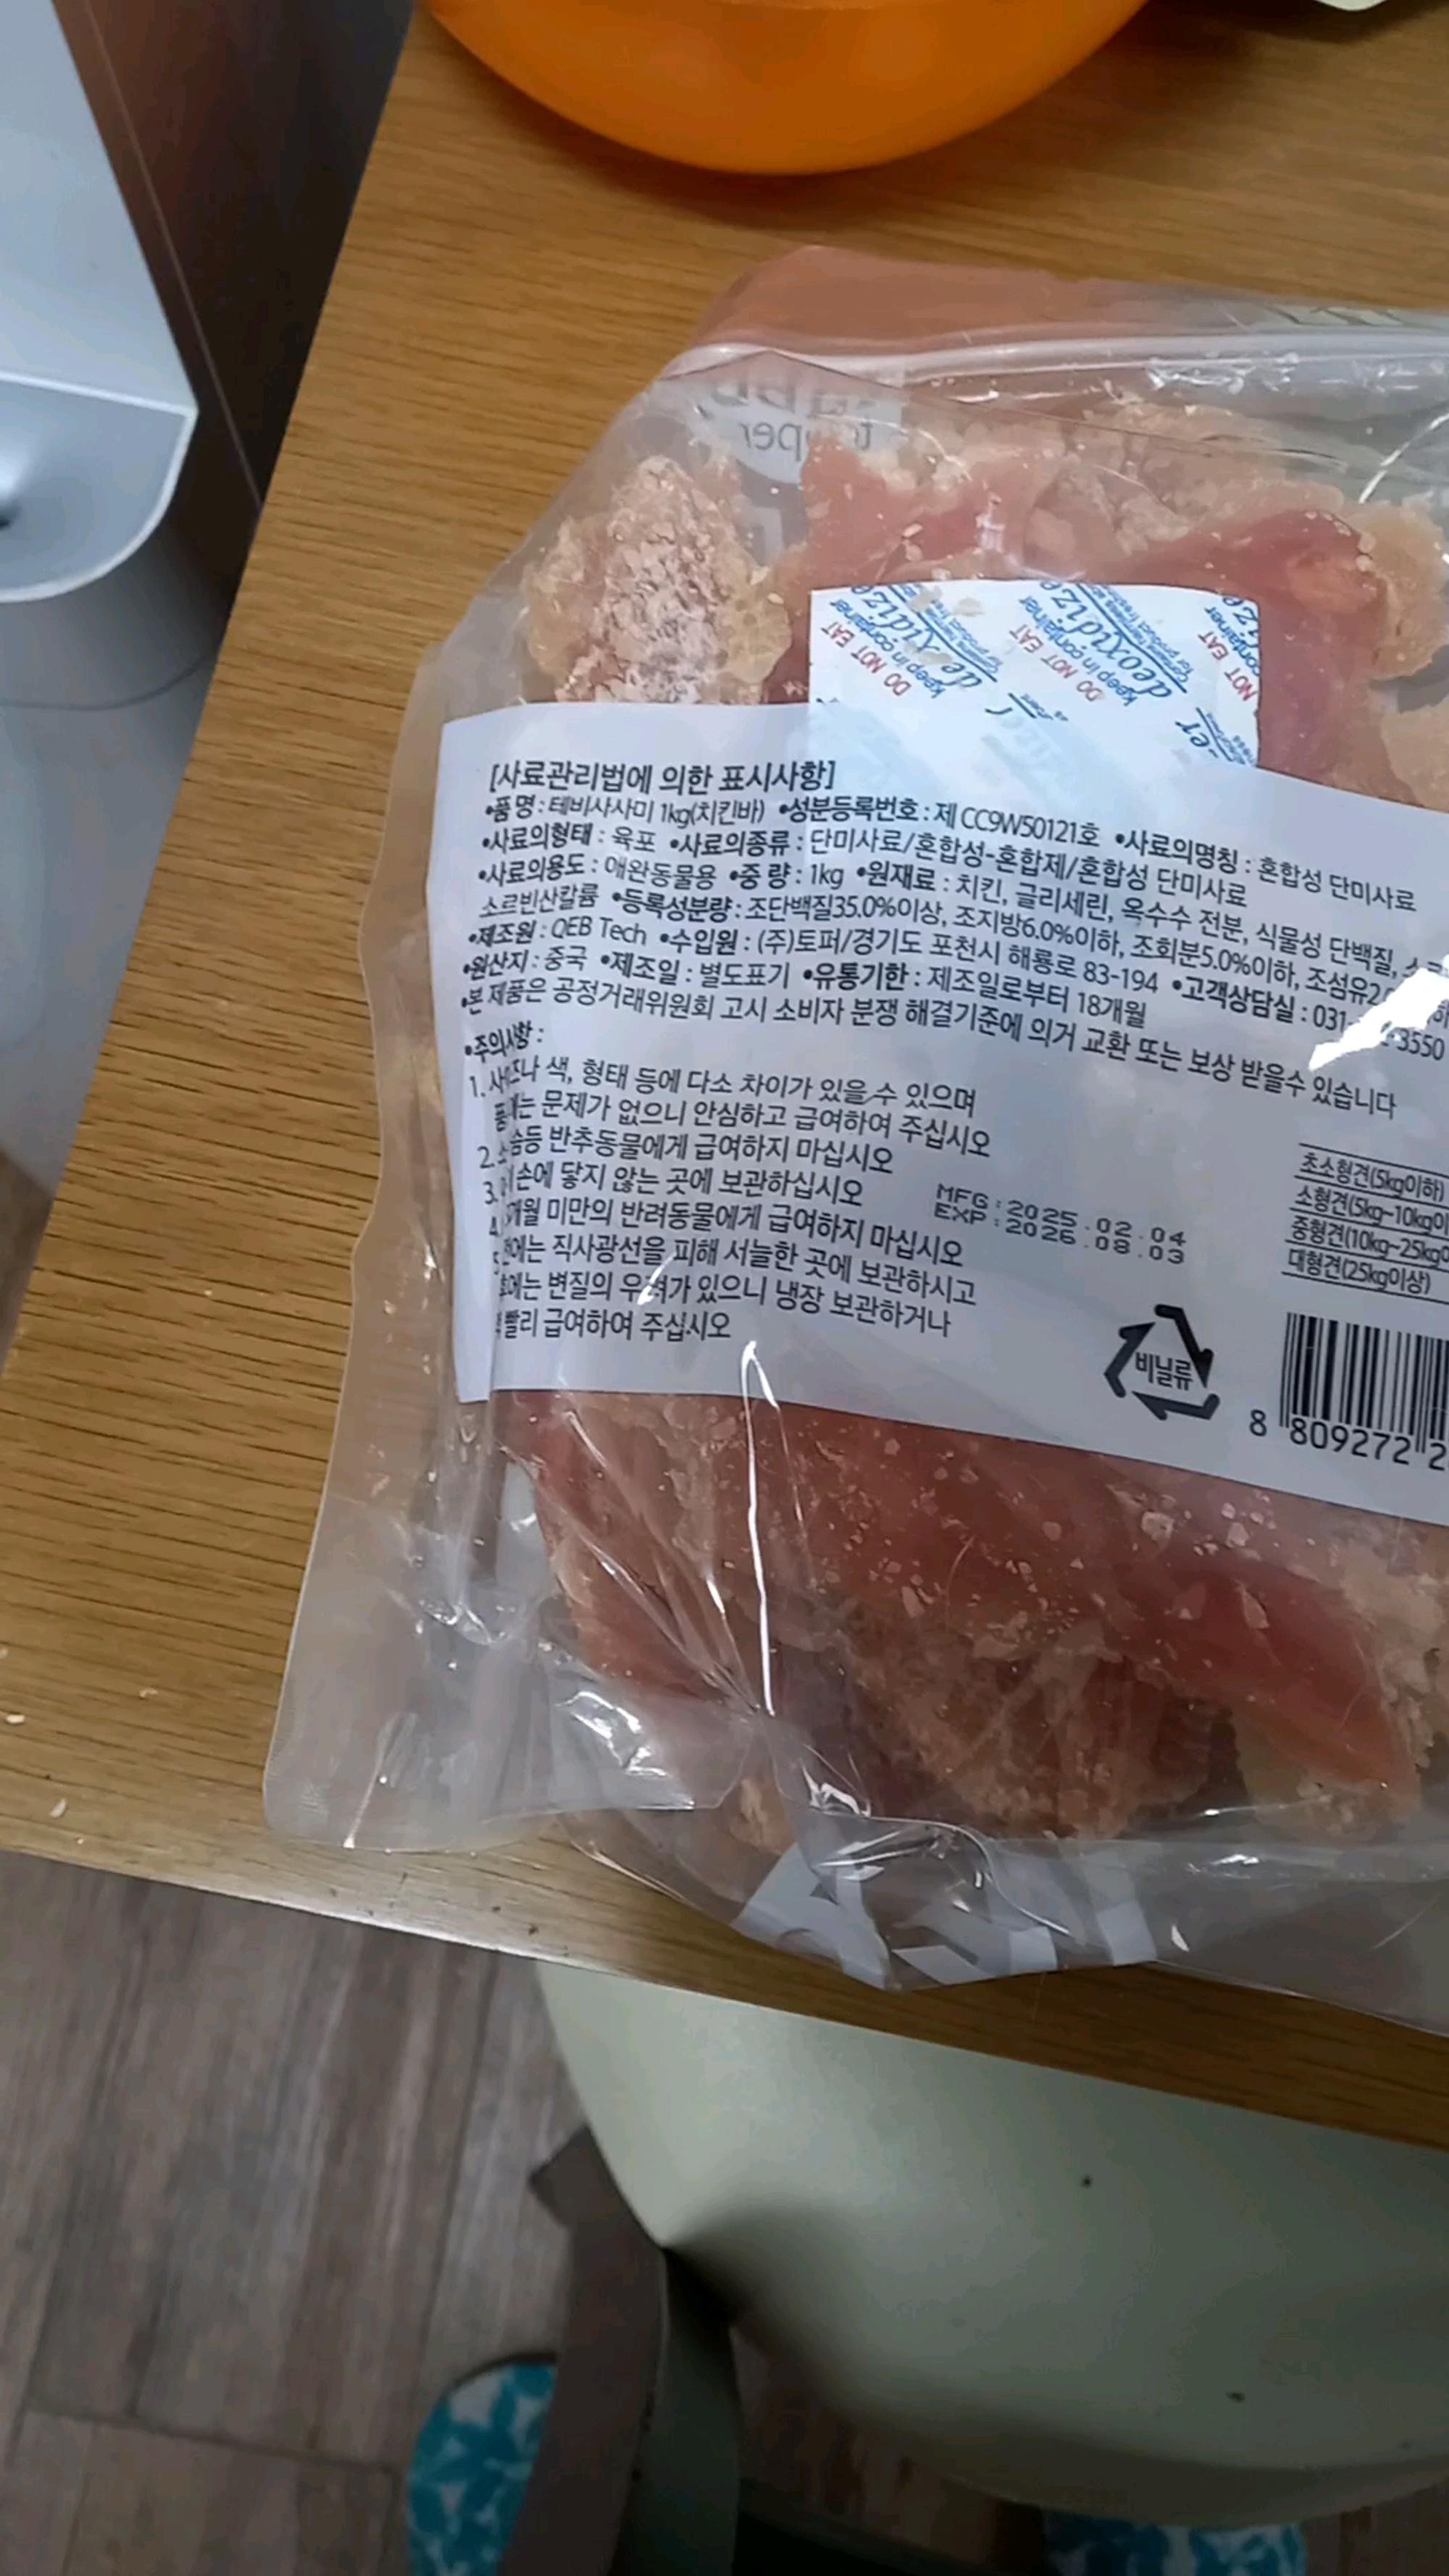 DO NOT EAT
keep in container
deoxidize
DO NOT EAT
keep in container
deoxidize
NOT EAT
[사료관리법에 의한 표시사항]
•품 명 : 테비사사미 1kg(치킨바) •성분등록번호 : 제 CC9W50121호 •사료의명칭 : 혼합성 단미사료
•사료의형태 : 육포 •사료의종류 : 단미사료/혼합성-혼합제/혼합성 단미사료
•사료의용도 : 애완동물용 •중 량 : 1kg •원재료 : 치킨, 글리세린, 옥수수 전분, 식물성 단백질,
소르빈산칼륨 •등록성분량 : 조단백질35.0%이상, 조지방6.0%이하, 조회분5.0%이하, 조섬유2
•제조원 : QEB Tech •수입원 : (주)토퍼/경기도 포천시 해룡로 83-194 •고객상담실 : 031- 3550
•원산지 : 중국 •제조일 : 별도표기 •유통기한 : 제조일로부터 18개월
•본 제품은 공정거래위원회 고시 소비자 분쟁 해결기준에 의거 교환 또는 보상 받을수 있습니다
•주의사항 :
1. 색, 형태 등에 다소 차이가 있을 수 있으며
문제가 없으니 안심하고 급여하여 주십시오
2. 반추동물에게 급여하지 마십시오
3. 손에 닿지 않는 곳에 보관하십시오
미만의 반려동물에게 급여하지 마십시오
직사광선을 피해 서늘한 곳에 보관하시고
변질의 우려가 있으니 냉장 보관하거나
빨리 급여하여 주십시오
MFG : 2025 . 02 . 04
EXP : 2026 . 08 . 03
초소형견(5kg이하)
소형견(5kg~10kg이
중형견(10kg~25kg이
대형견(25kg이상)
비닐류
8 809272 2